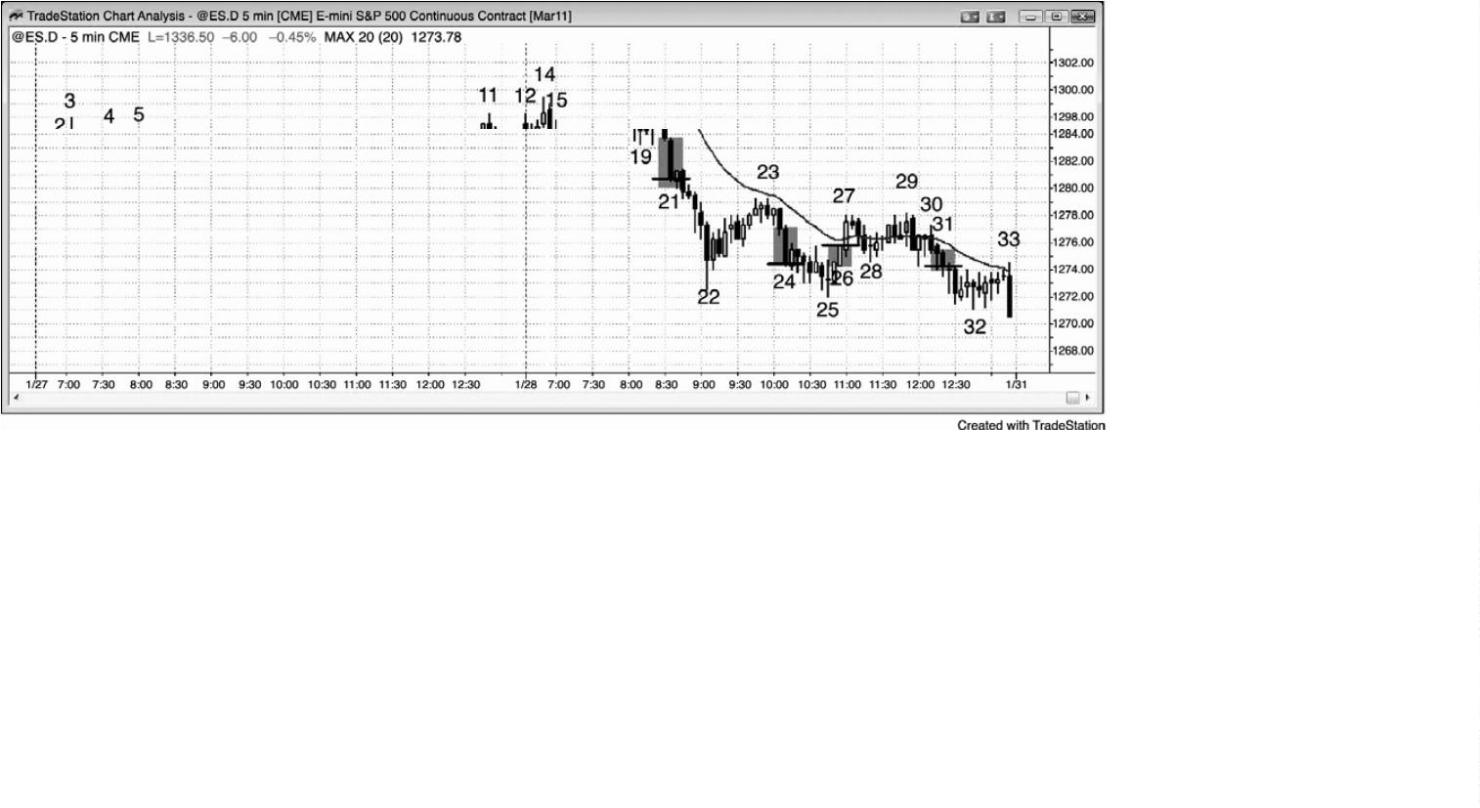 TradeStation Chart Analysis - @ES.D 5 min [CME] E-mini S&P 500 Continuous Contract [Mar11]
@ES.D - 5 min CME L=1336.50 −6.00 −0.45% MAX 20 (20) 1273.78
1302.00
14
11 12 15 1300.00
3
4 5
2 1298.00
1284.00
19 1282.00
23
29 1280.00
21 27
30 1278.00
31
33 1276.00
24 26 28 1274.00
22 1272.00
25
32 1270.00
1268.00
1/27 7:00 7:30 8:00 8:30 9:00 9:30 10:00 10:30 11:00 11:30 12:00 12:30 1/28 7:00 7:30 8:00 8:30 9:00 9:30 10:00 10:30 11:00 11:30 12:00 12:30 1/31
Created with TradeStation